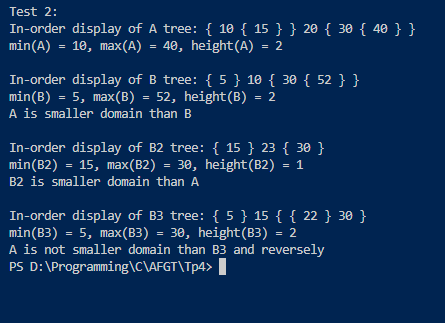 Test 2:
In-order display of A tree: { 10 { 15 } } 20 { 30 { 40 } }
min(A) = 10, max(A) = 40, height(A) = 2
In-order display of B tree: { 5 } 10 { 30 { 52 } }
min(B) = 5, max(B) = 52, height(B) = 2
A is smaller domain than B
In-order display of B2 tree: { 15 } 23 { 30 }
min(B2) = 15, max(B2) = 30, height(B2) = 1
B2 is smaller domain than A
In-order display of B3 tree: { 5 } 15 { { 22 } 30 }
min(B3) = 5, max(B3) = 30, height(B3) = 2
A is not smaller domain than B3 and reversely
PS D:\Programming\C\AFGT\Tp4>